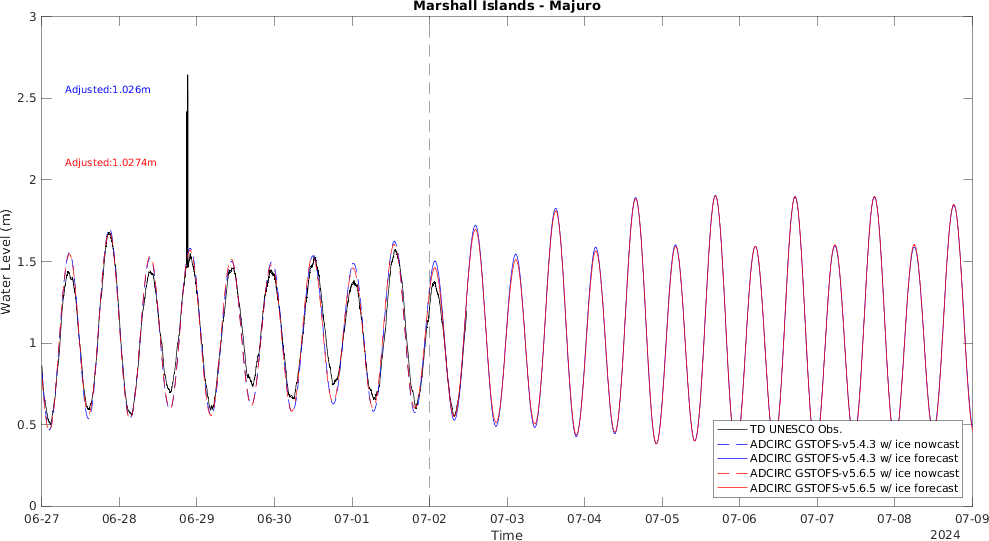 Marshall Islands - Majuro
3
2.5
2
1.5
1
0.5
0
Water Level (m)
Adjusted:1.026m
Adjusted:1.0274m
TD UNESCO Obs.
ADCIRC GSTOFS-v5.4.3 w/ ice nowcast
ADCIRC GSTOFS-v5.4.3 w/ ice forecast
ADCIRC GSTOFS-v5.6.5 w/ ice nowcast
ADCIRC GSTOFS-v5.6.5 w/ ice forecast
06-27 06-28 06-29 06-30 07-01 07-02 07-03 07-04 07-05 07-06 07-07 07-08 07-09
Time
2024